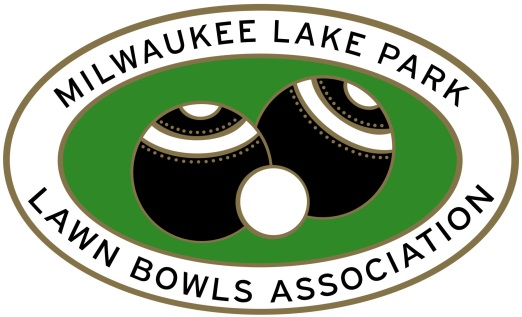 MILWAUKEE LAKE PARK
LAWN BOWLS ASSOCIATION